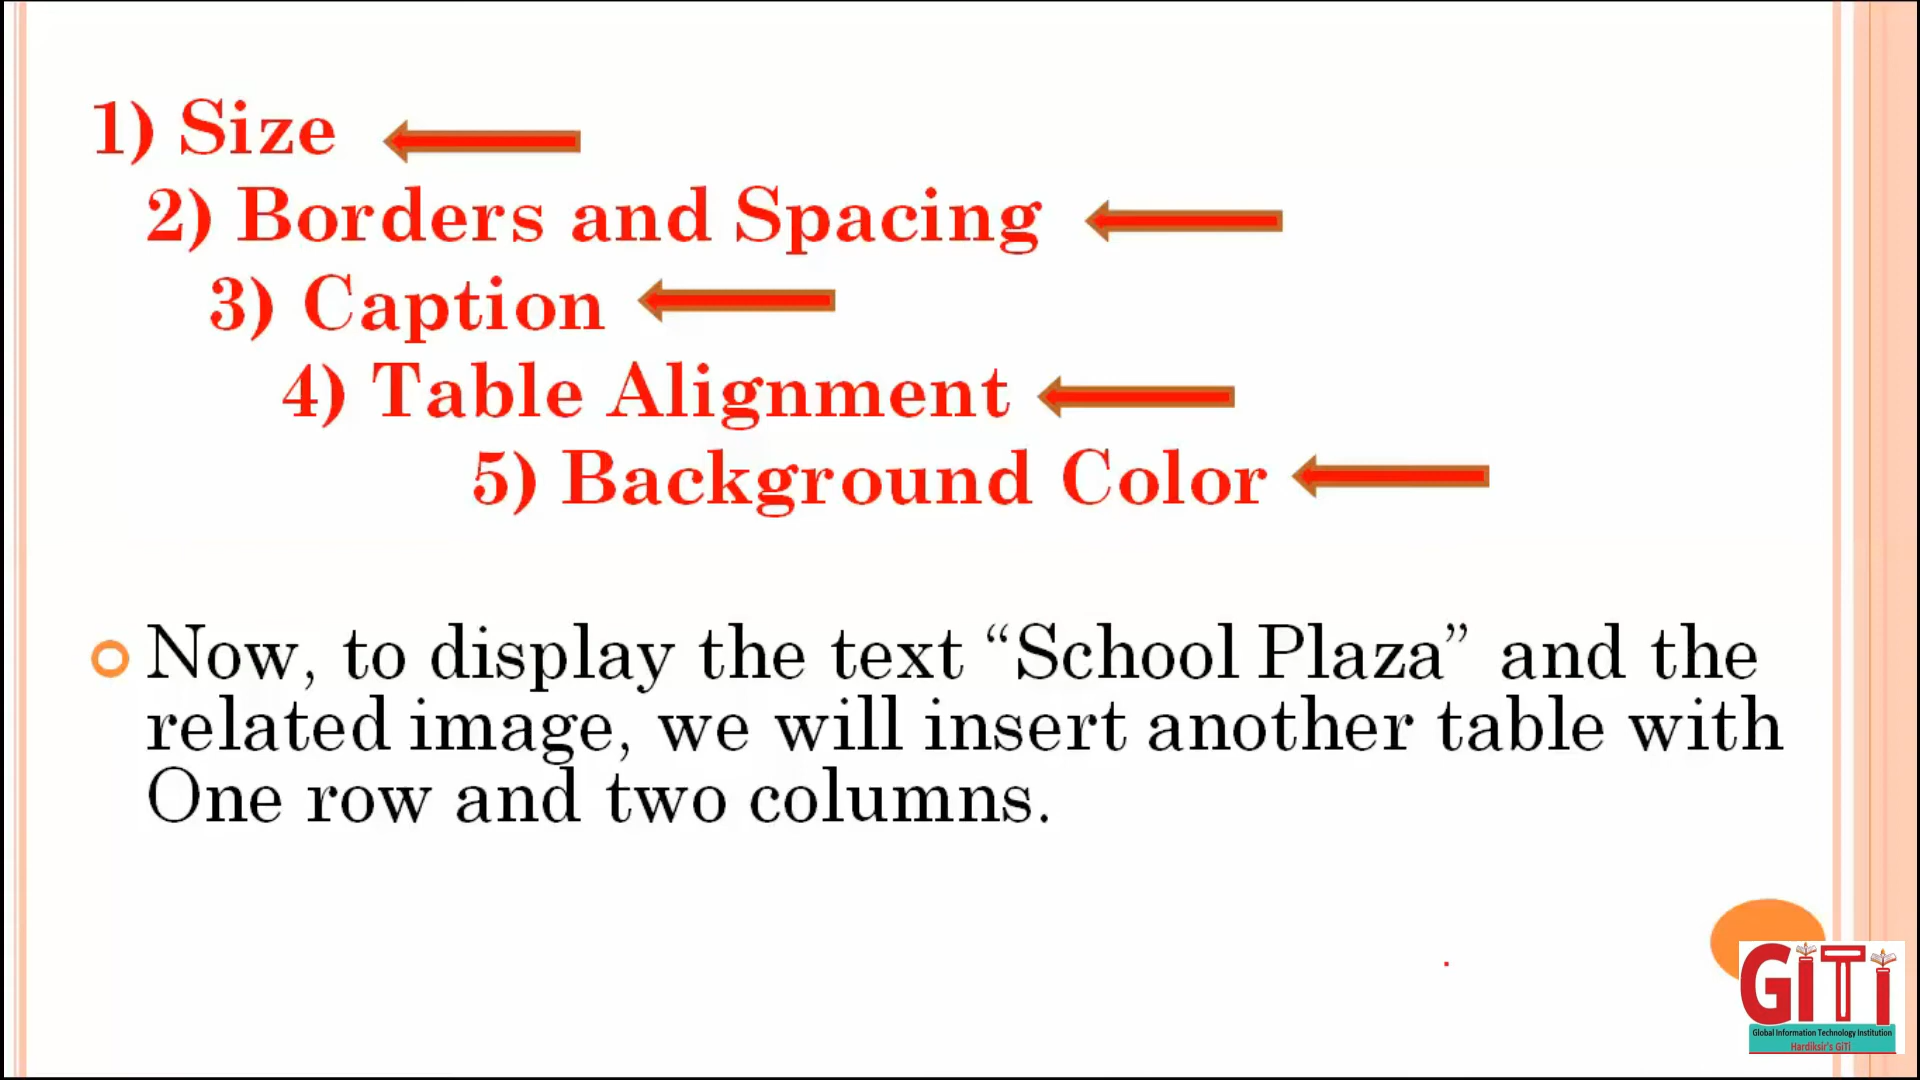 1) Size
2) Borders and Spacing
3) Caption
4) Table Alignment
5) Background Color
Now, to display the text “School Plaza” and the
related image, we will insert another table with
One row and two columns.
GiTi
Global Information Technology Institution
Hardiksir's GiTi